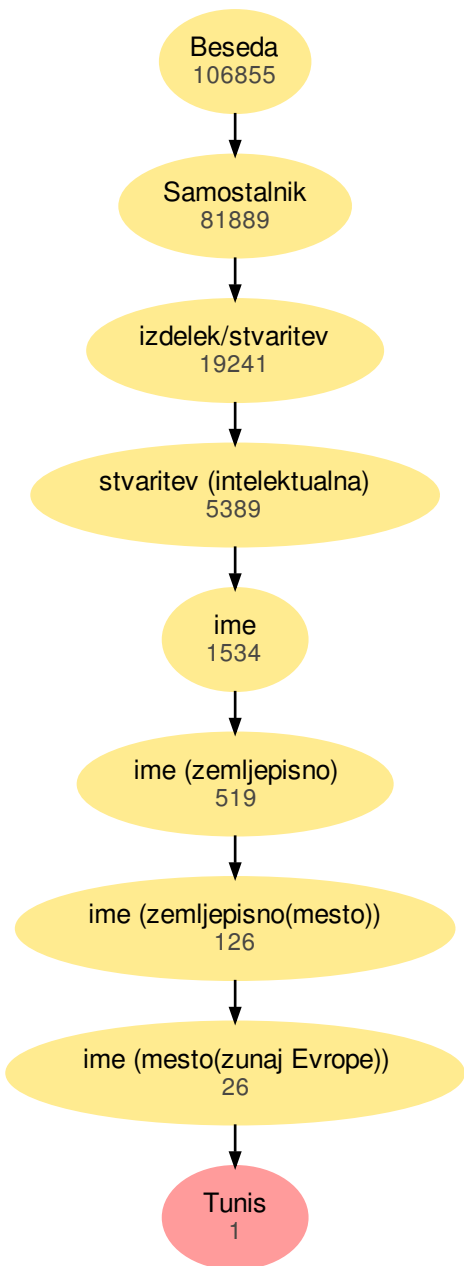 Beseda
106855
Samostalnik
81889
izdelek/stvaritev
19241
stvaritev (intelektualna)
5389
ime
1534
ime (zemljepisno)
519
ime (zemljepisno(mesto))
126
ime (mesto(zunaj Evrope))
26
Tunis
1